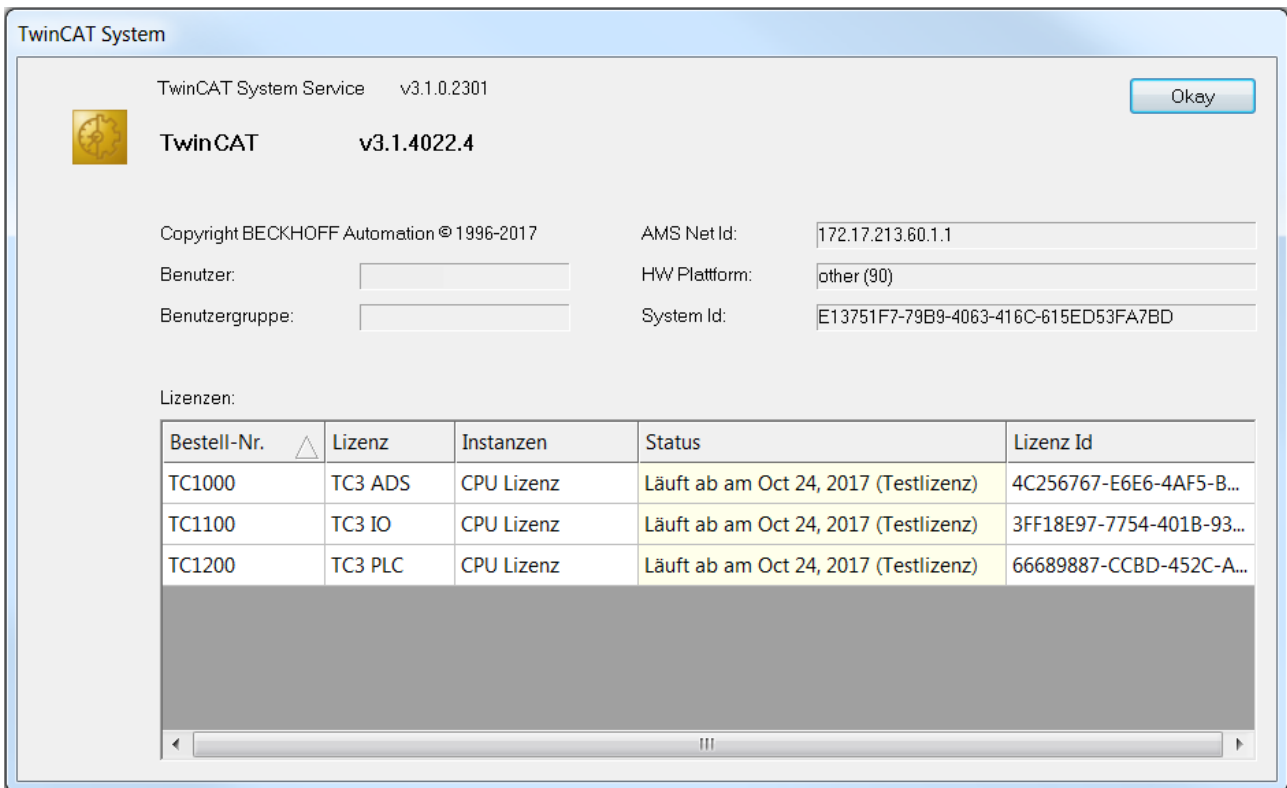 TwinCAT System
TwinCAT System Service v3.1.0.2301
Okay
TwinCAT v3.1.4022.4
Copyright BECKHOFF Automation © 1996-2017 AMS Net Id: 172.17.213.60.1.1
Benutzer: HW Plattform: other (90)
Benutzergruppe: System Id: E13751F7-79B9-4063-416C-615ED53FA7BD
Lizenzen:
Bestell-Nr. Lizenz Instanzen Status Lizenz Id
TC1000 TC3 ADS CPU Lizenz Läuft ab am Oct 24, 2017 (Testlizenz) 4C256767-E6E6-4AF5-B...
TC1100 TC3 IO CPU Lizenz Läuft ab am Oct 24, 2017 (Testlizenz) 3FF18E97-7754-401B-93...
TC1200 TC3 PLC CPU Lizenz Läuft ab am Oct 24, 2017 (Testlizenz) 66689887-CCBD-452C-A...